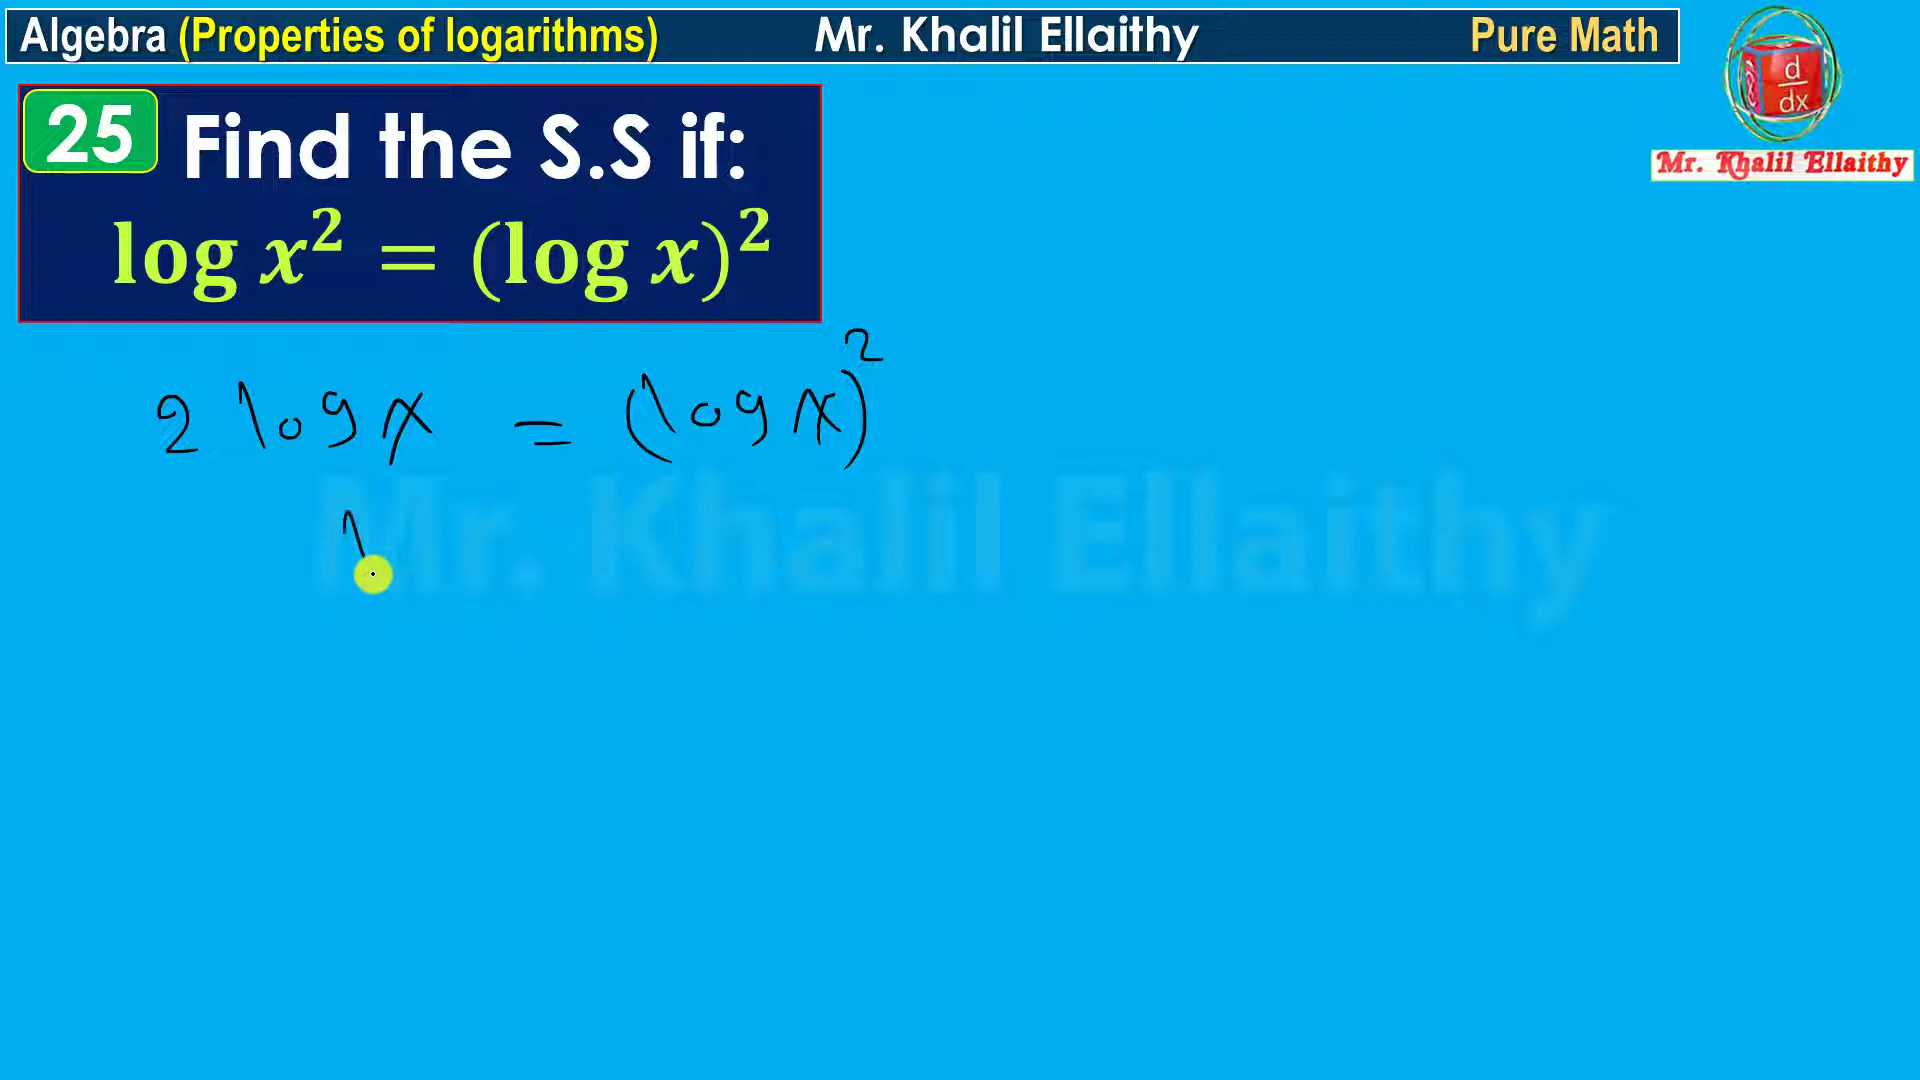 Algebra (Properties of logarithms) Mr. Khalil Ellaithy Pure Math
d
dx
Mr. Khalil Ellaithy
25 Find the S.S if:
log x² = (log x)²
2 log x = (log x)²
Mr. Khalil Ellaithy